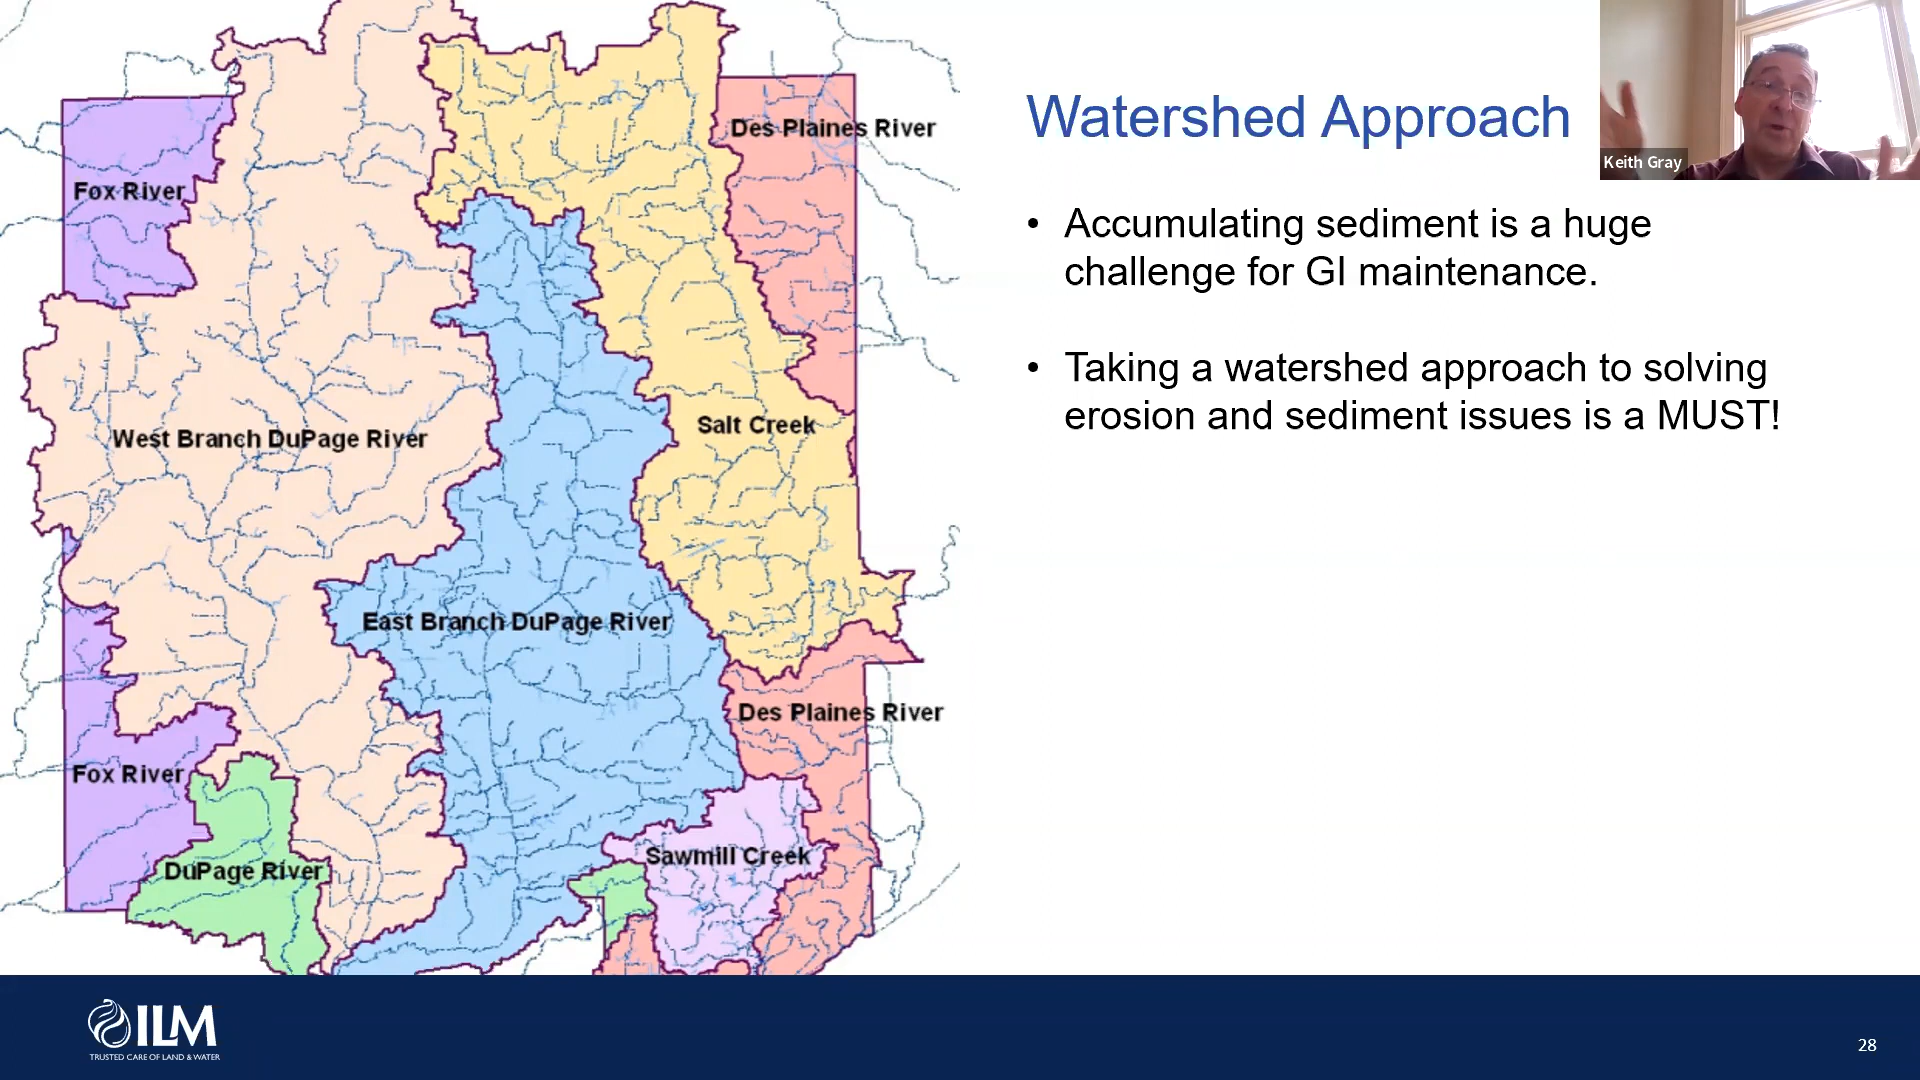 Watershed Approach
Keith Gray
• Accumulating sediment is a huge
challenge for GI maintenance.
• Taking a watershed approach to solving
erosion and sediment issues is a MUST!
Des Plaines River
Fox River
Salt Creek
West Branch DuPage River
East Branch DuPage River
Des Plaines River
Fox River
Sawmill Creek
DuPage River
ILM
TRUSTED CARE OF LAND & WATER
28